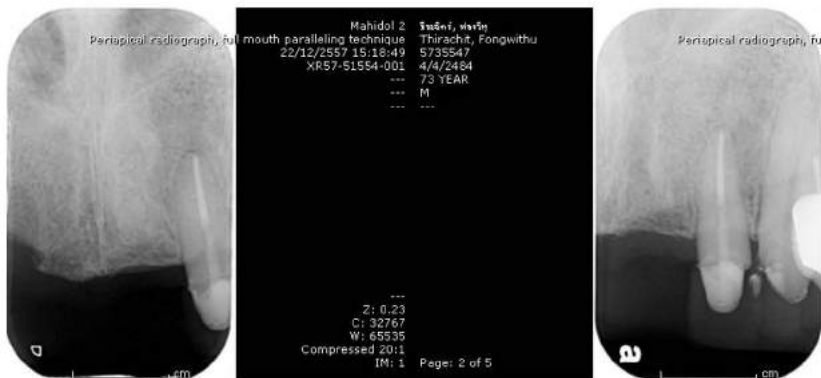 Periapical radiograph, full mouth paralleling technique
Mahidol 2
22/12/2557 15:18:49
XR57-51554-001
---
---
---
Thirachit, Fongwithu
5735547
4/4/2484
73 YEAR
M
---
---
Z: 0.23
C: 32767
W: 65535
Compressed 20:1
IM: 1 Page: 2 of 5
Periapical radiograph, fu
a
cm
cm